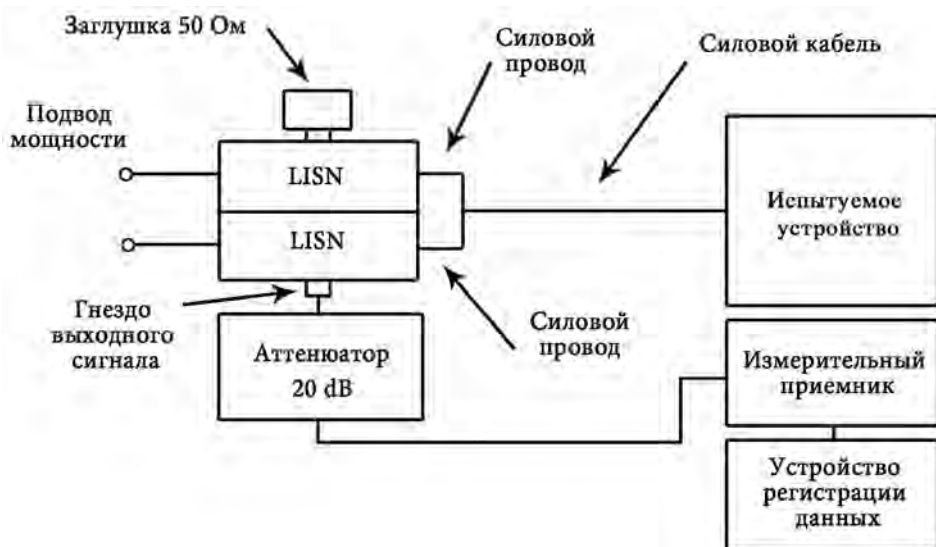 Заглушка 50 Ом
Силовой
провод
Силовой кабель
Подвод
мощности
LISN
LISN
Испытуемое
устройство
Гнездо
выходного
сигнала
Аттенюатор
20 dB
Силовой
провод
Измерительный
приемник
Устройство
регистрации
данных